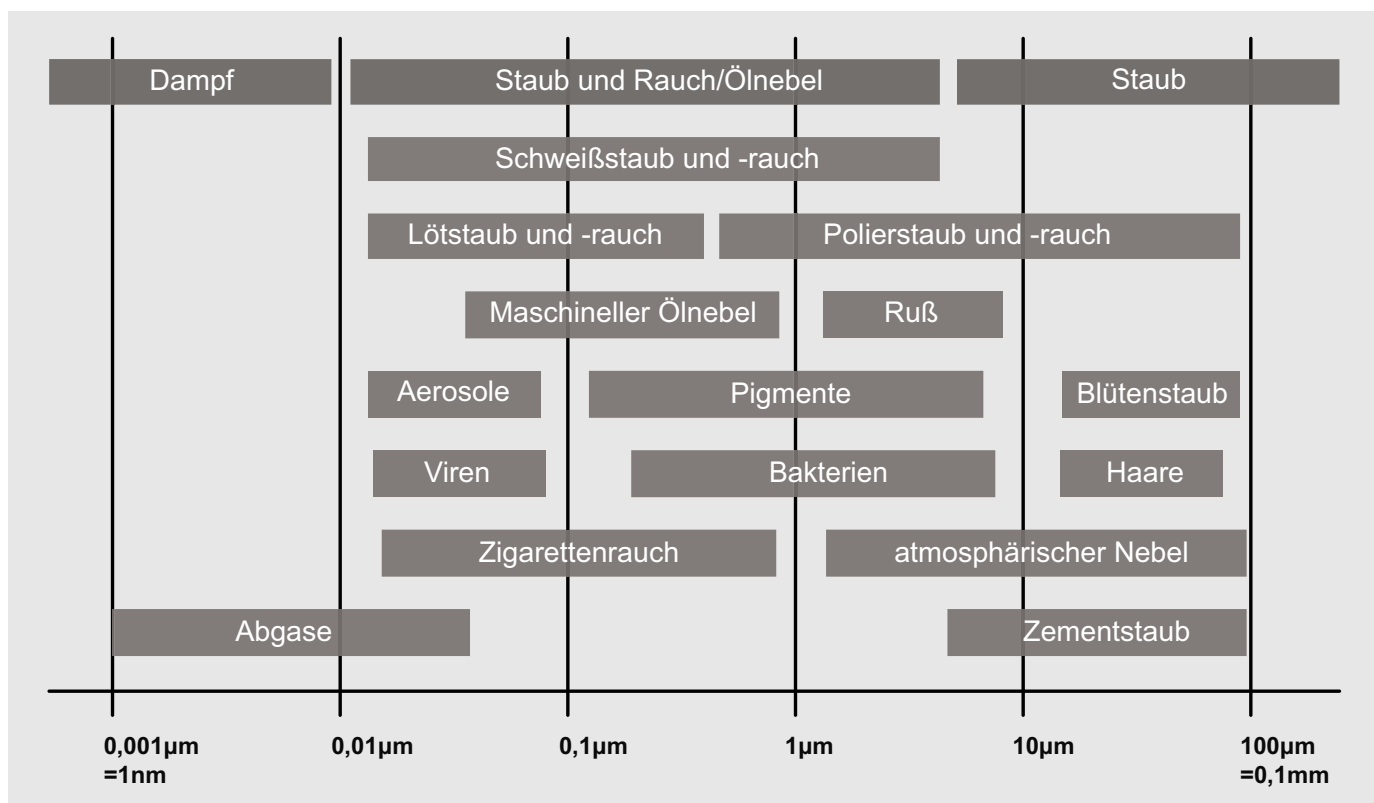 Dampf
Staub und Rauch/Ölnebel
Staub
Schweißstaub und -rauch
Lötstaub und -rauch
Polierstaub und -rauch
Maschineller Ölnebel
Ruß
Aerosole
Pigmente
Blütenstaub
Viren
Bakterien
Haare
Zigarettenrauch
atmosphärischer Nebel
Abgase
Zementstaub
0,001µm
=1nm
0,01µm
0,1µm
1µm
10µm
100µm
=0,1mm